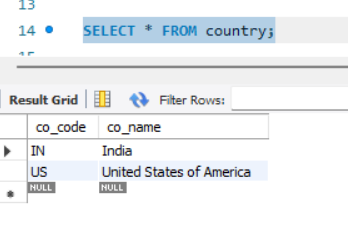 13
14 SELECT * FROM country;
15
Result Grid Filter Rows:
co_code co_name
IN India
US United States of America
NULL NULL